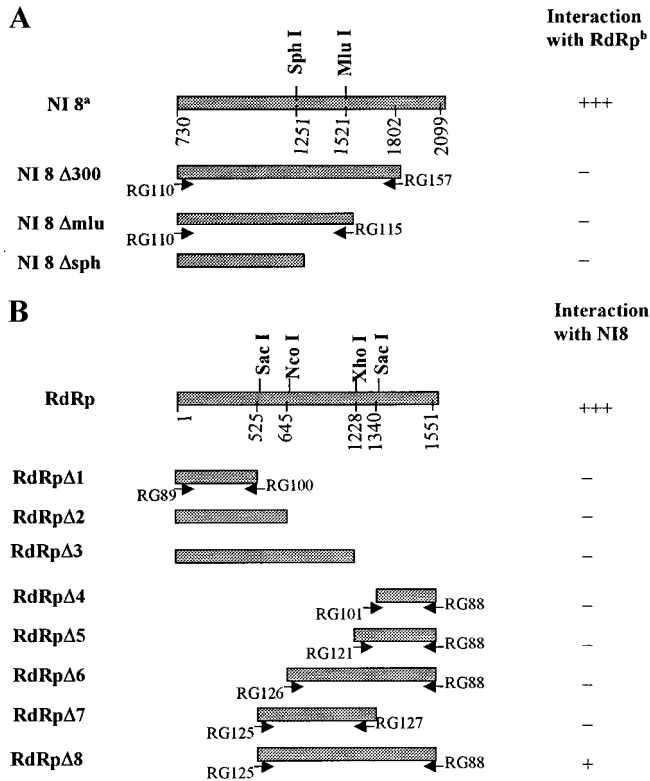 A
Interaction
with RdRpᵇ
Sph I
Mlu I
NI 8ᵃ
+++
730
1251
1521
1802
2099
NI 8 Δ300
–
RG110
RG157
NI 8 Δmlu
–
RG110
RG115
NI 8 Δsph
–
B
Interaction
with NI8
Sac I
Nco I
Xho I
Sac I
RdRp
+++
1
525
645
1228
1340
1551
RdRpΔ1
–
RG89
RG100
RdRpΔ2
–
RdRpΔ3
–
RdRpΔ4
–
RG101
RG88
RdRpΔ5
–
RG121
RG88
RdRpΔ6
–
RG126
RG88
RdRpΔ7
–
RG125
RG127
RdRpΔ8
+
RG125
RG88